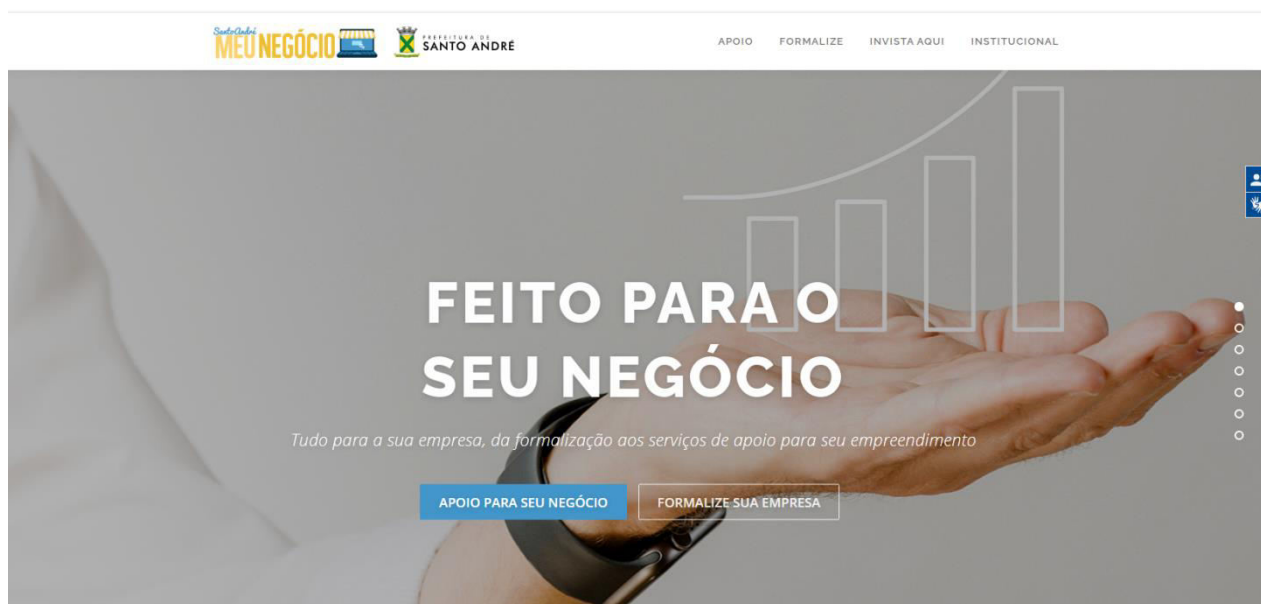 Santo André
MEU NEGÓCIO
PREFEITURA DE
SANTO ANDRÉ
APOIO FORMALIZE INVISTA AQUI INSTITUCIONAL
FEITO PARA O
SEU NEGÓCIO
Tudo para a sua empresa, da formalização aos serviços de apoio para seu empreendimento
APOIO PARA SEU NEGÓCIO FORMALIZE SUA EMPRESA